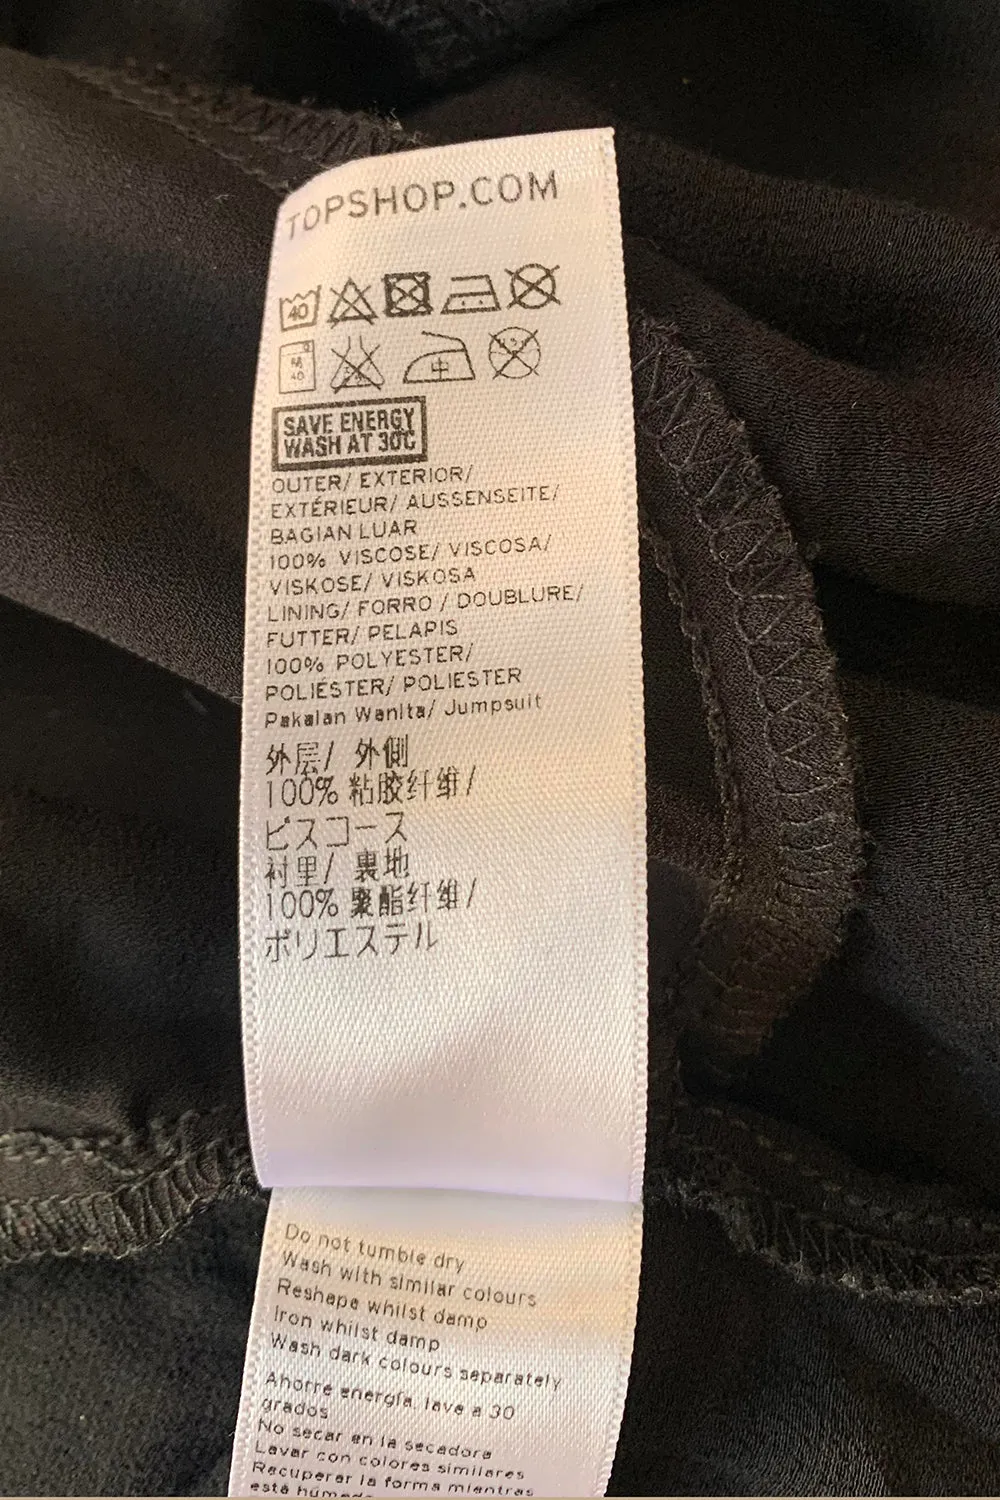 TOPSHOP.COM
40
40
中
SAVE ENERGY
WASH AT 30°C
OUTER/ EXTERIOR/
EXTÉRIEUR/ AUSSENSEITE/
BAGIAN LUAR
100% VISCOSE/ VISCOSA/
VISKOSE/ VISKOSA
LINING/ FORRO / DOUBLURE/
FUTTER/ PELAPIS
100% POLYESTER/
POLIÉSTER/ POLIESTER
Pakaian Wanita/ Jumpsuit
外层/ 外側
100% 粘胶纤维/
ビスコース
衬里/ 裏地
100% 聚酯纤维/
ポリエステル
Do not tumble dry
Wash with similar colours
Reshape whilst damp
Iron whilst damp
Wash dark colours separately
Ahorre energía, lave a 30
grados
No secar en la secadora
Lavar con colores similares
Recuperar la forma mientras
está